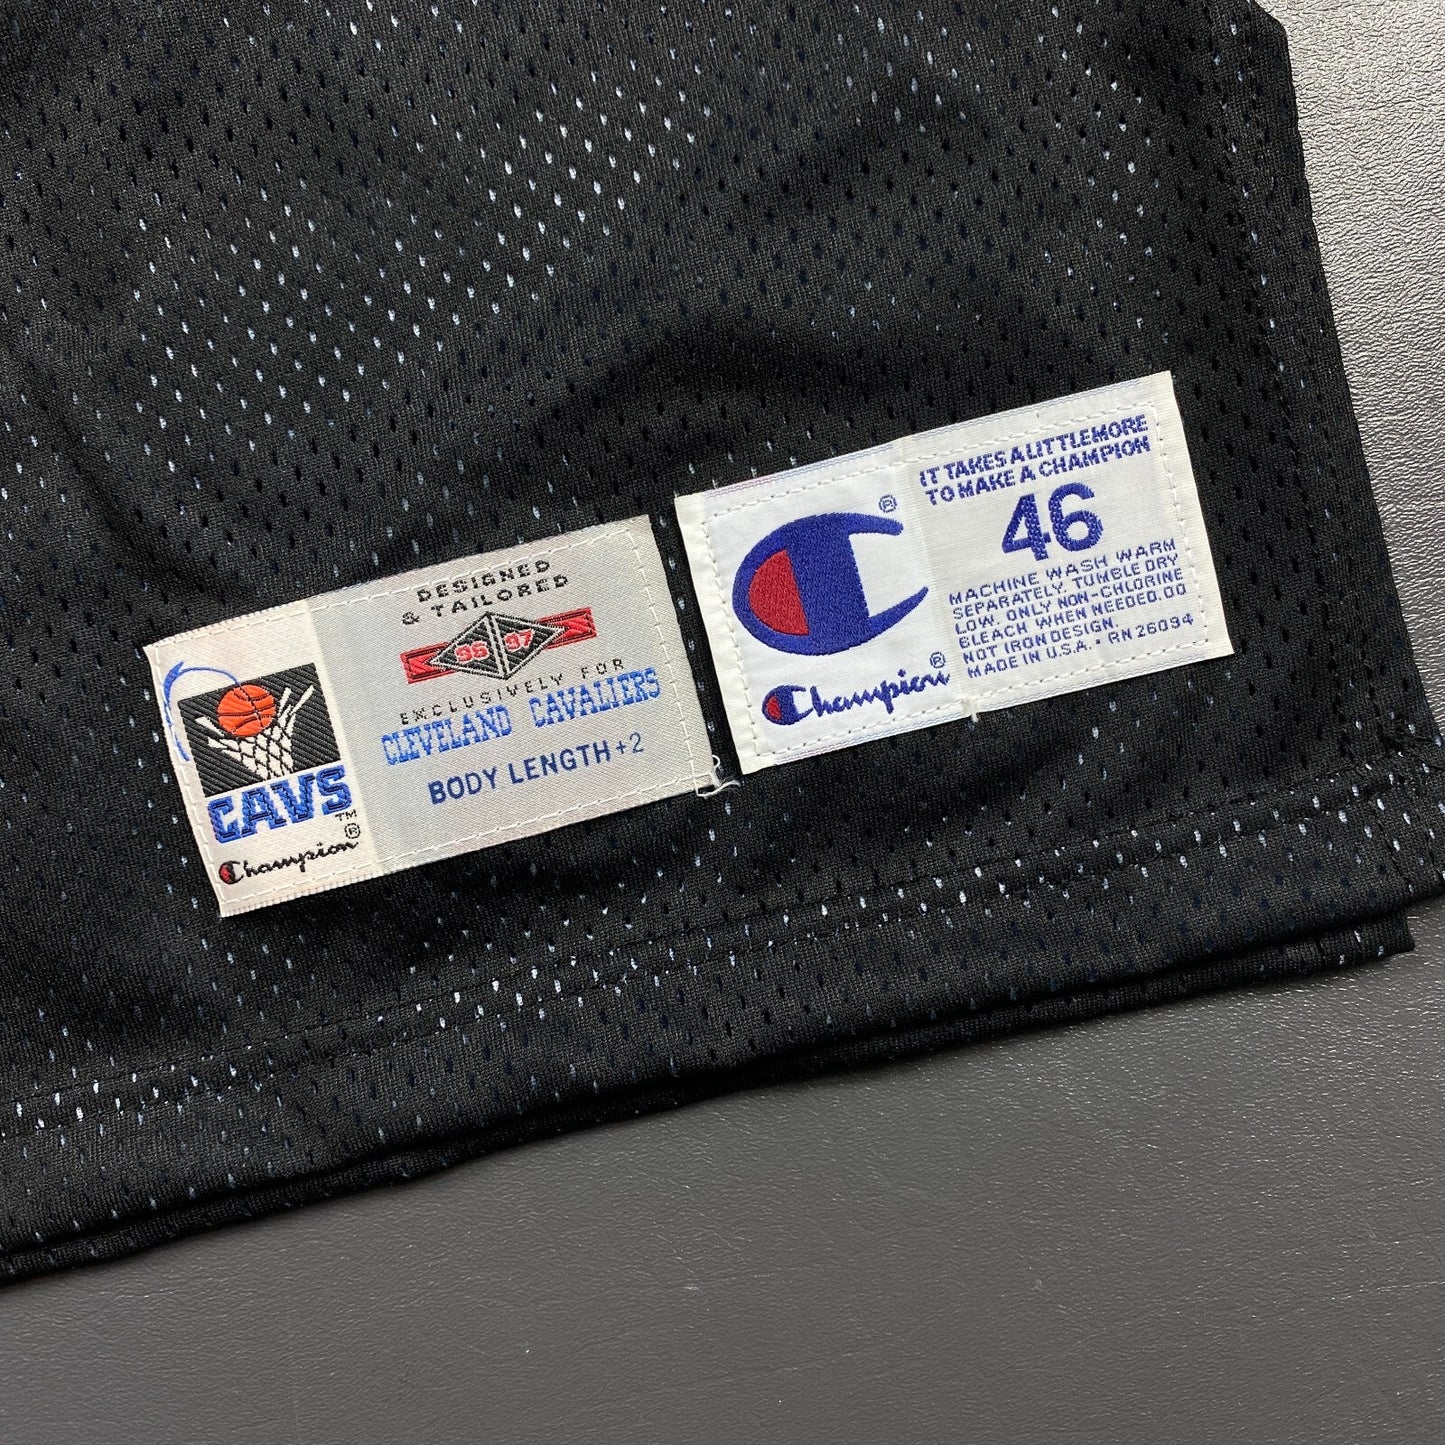 DESIGNED
& TAILORED
96 97
EXCLUSIVELY FOR
CLEVELAND CAVALIERS
BODY LENGTH +2
CAVS™
Champion®
®
Champion®
IT TAKES A LITTLE MORE
TO MAKE A CHAMPION
46
MACHINE WASH WARM
SEPARATELY, TUMBLE DRY
LOW. ONLY NON-CHLORINE
BLEACH WHEN NEEDED. DO
NOT IRON DESIGN.
MADE IN U.S.A. • RN 26094